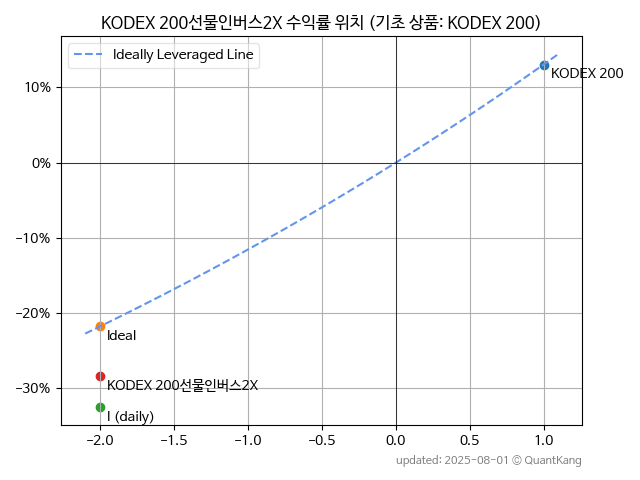 KODEX 200선물인버스2X 수익률 위치 (기초 상품: KODEX 200)
Ideally Leveraged Line
10%
0%
−10%
−20%
−30%
KODEX 200
Ideal
KODEX 200선물인버스2X
I (daily)
−2.0 −1.5 −1.0 −0.5 0.0 0.5 1.0
updated: 2025-08-01 © QuantKang